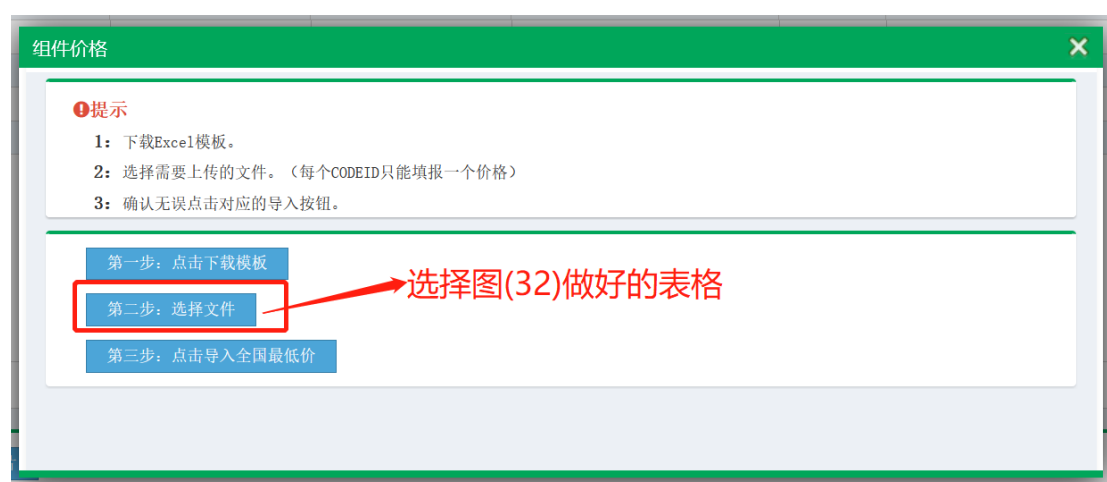 组件价格
提示
1: 下载Excel模板。
2: 选择需要上传的文件。（每个CODEID只能填报一个价格）
3: 确认无误点击对应的导入按钮。
第一步：点击下载模板
选择图(32)做好的表格
第二步：选择文件
第三步：点击导入全国最低价